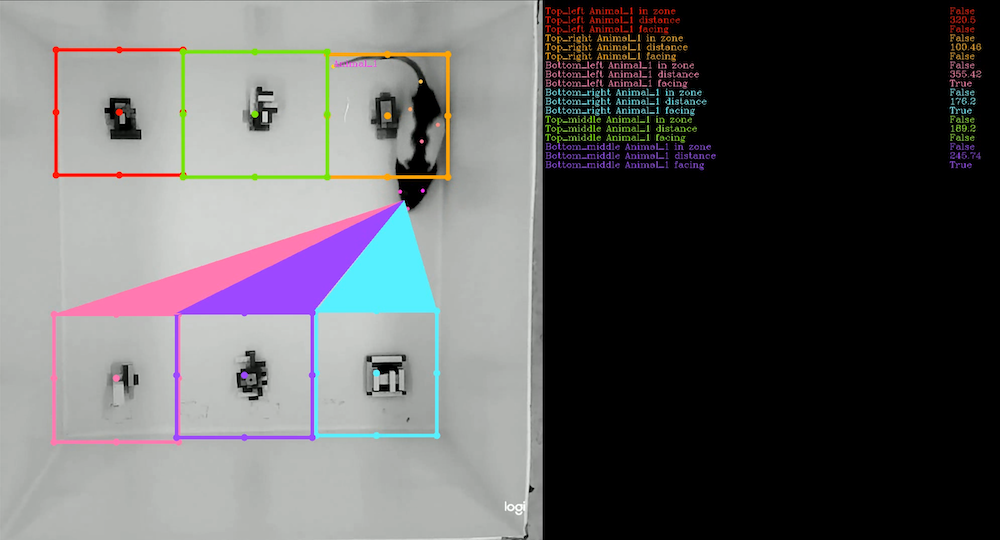 Animal_1
logi
Top_left Animal_1 in zone False
Top_left Animal_1 distance 320.5
Top_left Animal_1 facing False
Top_right Animal_1 in zone False
Top_right Animal_1 distance 100.46
Top_right Animal_1 facing False
Bottom_left Animal_1 in zone False
Bottom_left Animal_1 distance 355.42
Bottom_left Animal_1 facing True
Bottom_right Animal_1 in zone False
Bottom_right Animal_1 distance 176.2
Bottom_right Animal_1 facing True
Top_middle Animal_1 in zone False
Top_middle Animal_1 distance 189.2
Top_middle Animal_1 facing False
Bottom_middle Animal_1 in zone False
Bottom_middle Animal_1 distance 245.74
Bottom_middle Animal_1 facing True